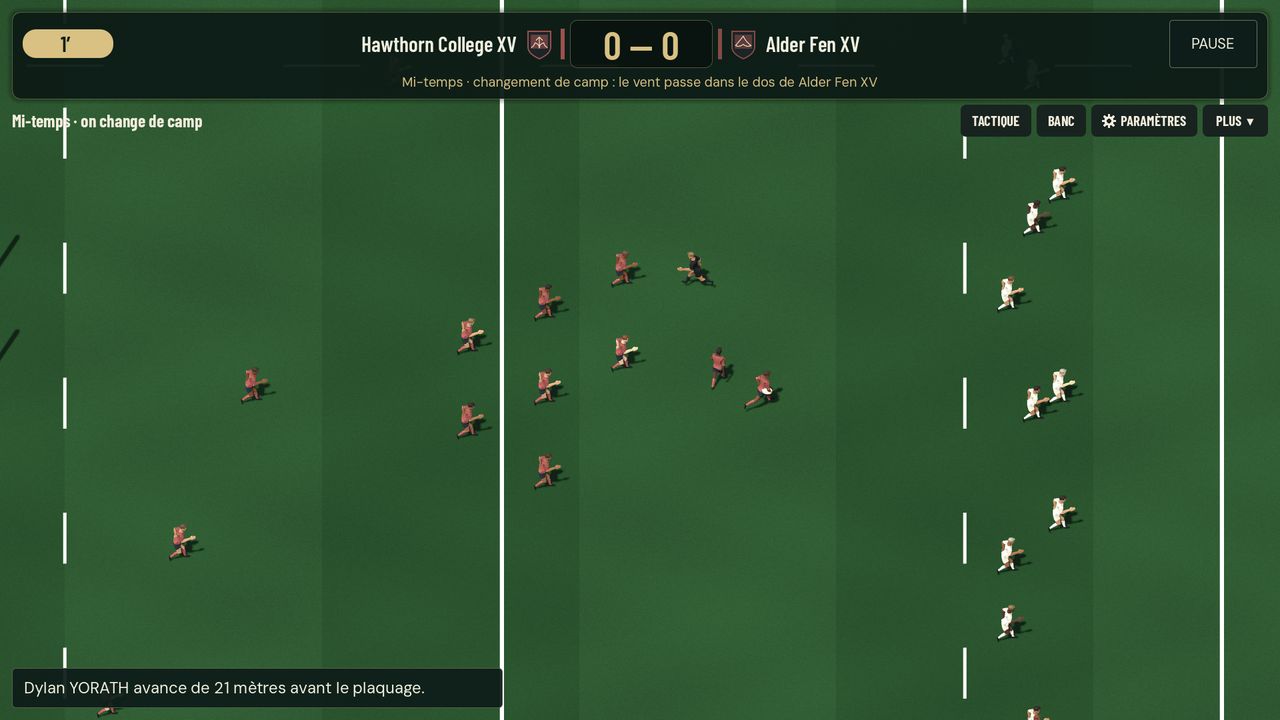 1’
Hawthorn College XV
0 – 0
Alder Fen XV
PAUSE
Mi-temps · changement de camp : le vent passe dans le dos de Alder Fen XV
Mi-temps · on change de camp
TACTIQUE
BANC
PARAMÈTRES
PLUS ▾
Dylan YORATH avance de 21 mètres avant le plaquage.